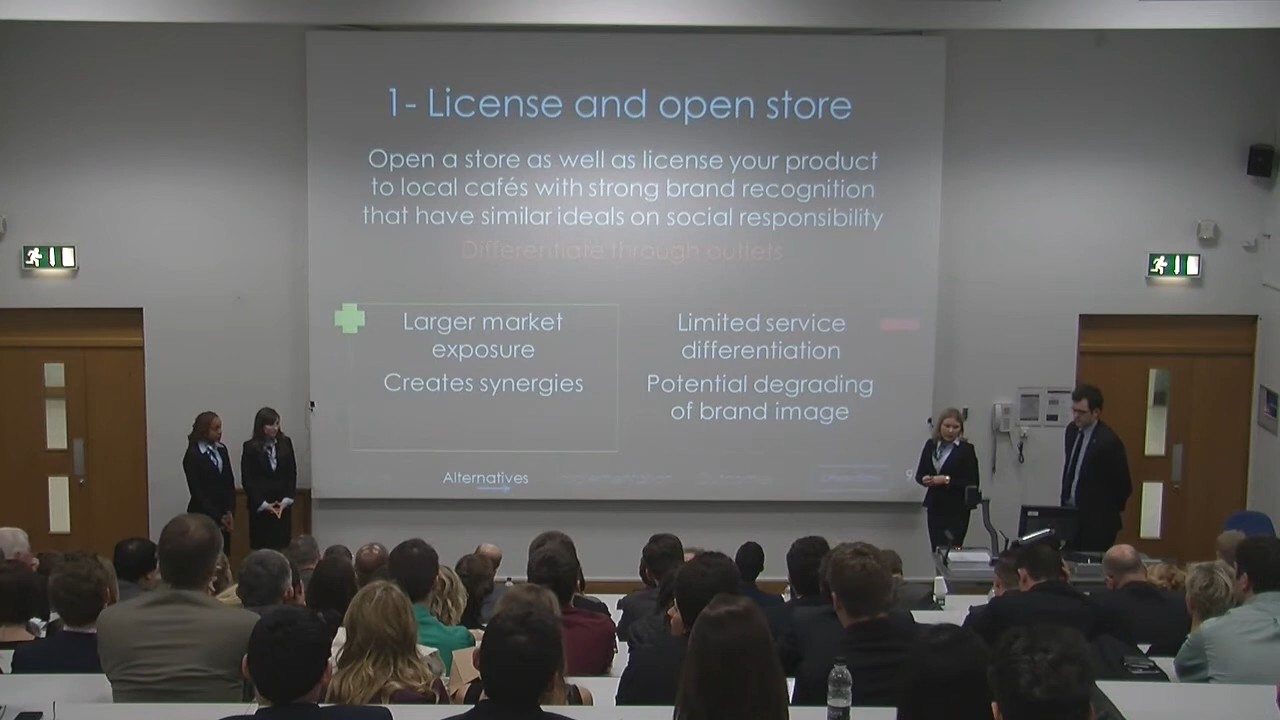 1- License and open store
Open a store as well as license your product
to local cafés with strong brand recognition
that have similar ideals on social responsibility
Differentiate through outlets
Larger market
exposure
Creates synergies
Limited service
differentiation
Potential degrading
of brand image
Alternatives
Implementation
9